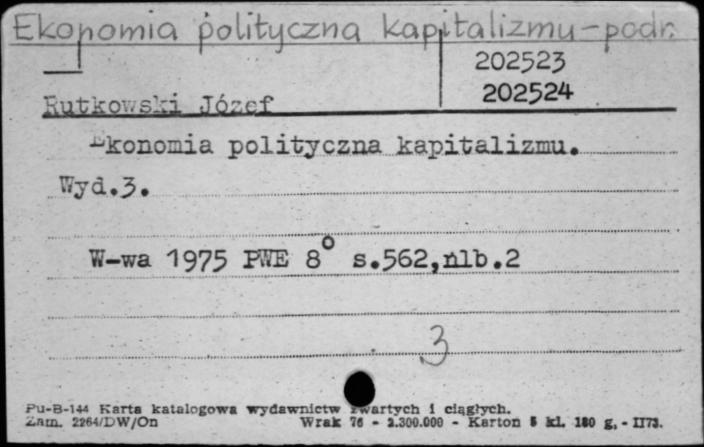 Ekonomia polityczna kapitalizmu - podr.
202523
202524
Rutkowski Józef
Ekonomia polityczna kapitalizmu.
Wyd.3.
W-wa 1975 PWE 8° s.562,nlb.2
3
Pu-B-144 Karta katalogowa wydawnictw zwartych i ciągłych.
Zam. 2264/DW/On Wrak 76 - 2.300.000 - Karton 5 kl. 180 g. - II73.